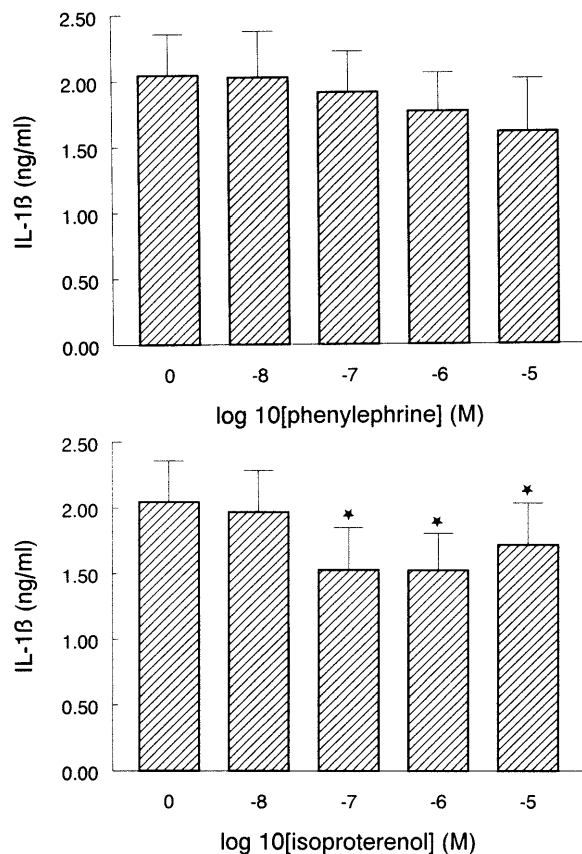 2.50
2.00
1.50
1.00
0.50
0.00
IL-1ß (ng/ml)
0 -8 -7 -6 -5
log 10[phenylephrine] (M)
2.50
2.00
1.50
1.00
0.50
0.00
IL-1ß (ng/ml)
★ ★ ★
0 -8 -7 -6 -5
log 10[isoproterenol] (M)